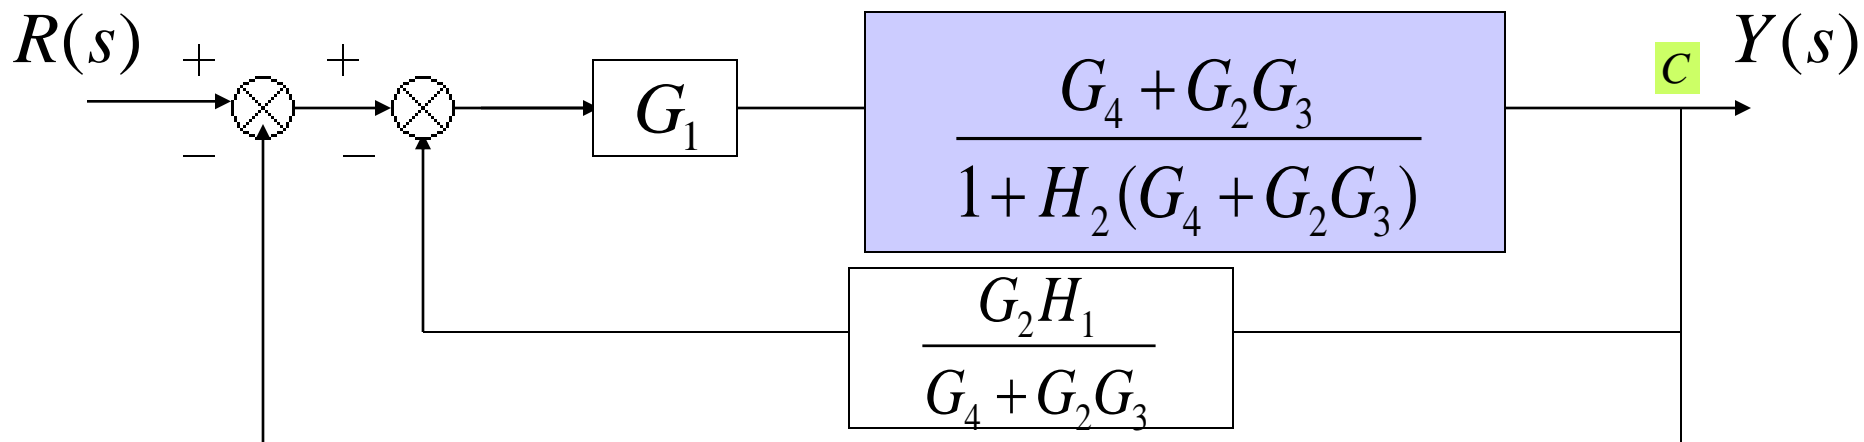 R(s) + + C Y(s)
G₄ + G₂G₃
G₁
− −
1 + H₂(G₄ + G₂G₃)
G₂H₁
G₄ + G₂G₃